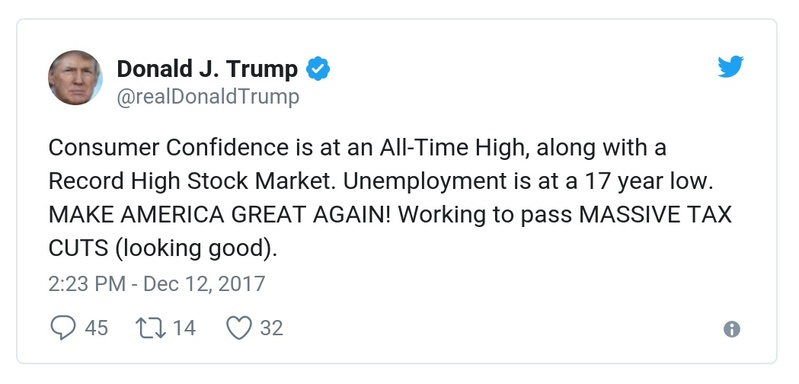 Donald J. Trump
@realDonaldTrump
Consumer Confidence is at an All-Time High, along with a
Record High Stock Market. Unemployment is at a 17 year low.
MAKE AMERICA GREAT AGAIN! Working to pass MASSIVE TAX
CUTS (looking good).
2:23 PM - Dec 12, 2017
45 14 32